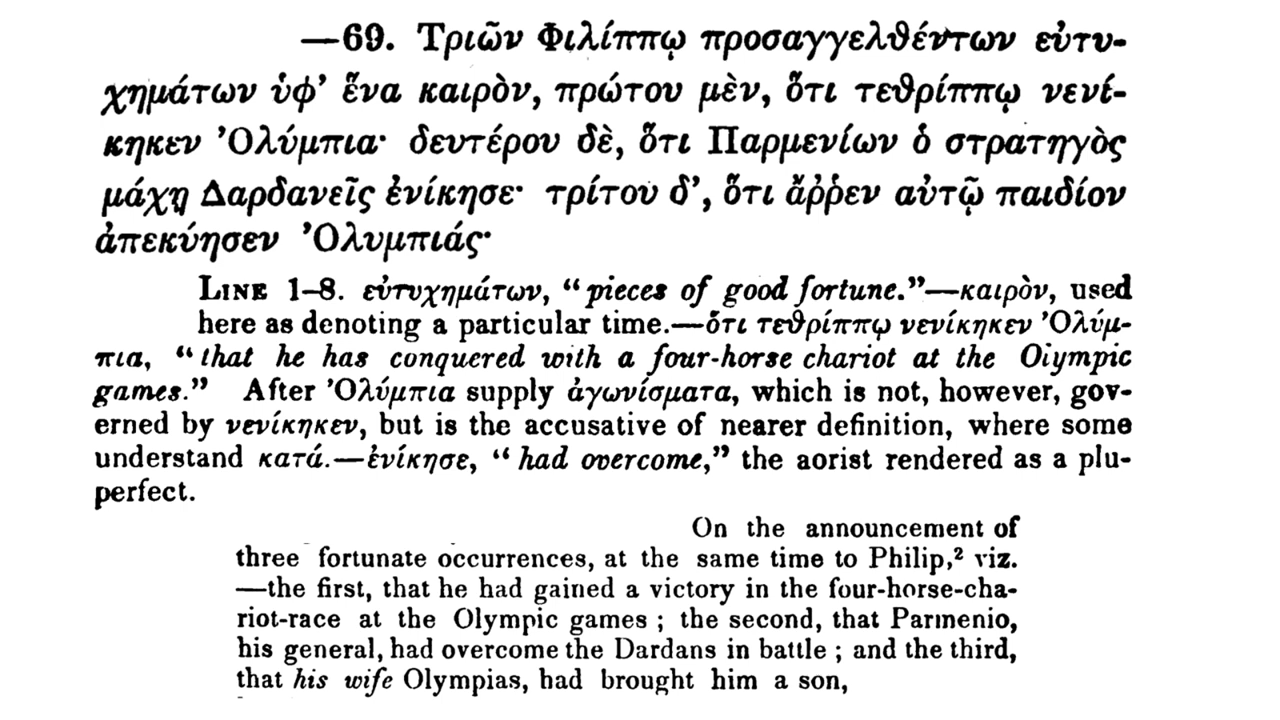 —69. Τριῶν Φιλίππῳ προσαγγελθέντων εὐτυ-
χημάτων ὑφ’ ἕνα καιρὸν, πρώτου μὲν, ὅτι τεθρίππῳ νενί-
κηκεν Ὀλύμπια· δευτέρου δὲ, ὅτι Παρμενίων ὁ στρατηγὸς
μάχῃ Δαρδανεῖς ἐνίκησε· τρίτου δ’, ὅτι ἄῤῥεν αὐτῷ παιδίον
ἀπεκύησεν Ὀλυμπιάς·
LINE 1–8. εὐτυχημάτων, “pieces of good fortune.”—καιρὸν, used
here as denoting a particular time.—ὅτι τεθρίππῳ νενίκηκεν Ὀλύμ-
πια, “that he has conquered with a four-horse chariot at the Olympic
games.” After Ὀλύμπια supply ἀγωνίσματα, which is not, however, gov-
erned by νενίκηκεν, but is the accusative of nearer definition, where some
understand κατά.—ἐνίκησε, “had overcome,” the aorist rendered as a plu-
perfect.
On the announcement of
three fortunate occurrences, at the same time to Philip,² viz.
—the first, that he had gained a victory in the four-horse-cha-
riot-race at the Olympic games ; the second, that Parmenio,
his general, had overcome the Dardans in battle ; and the third,
that his wife Olympias, had brought him a son,